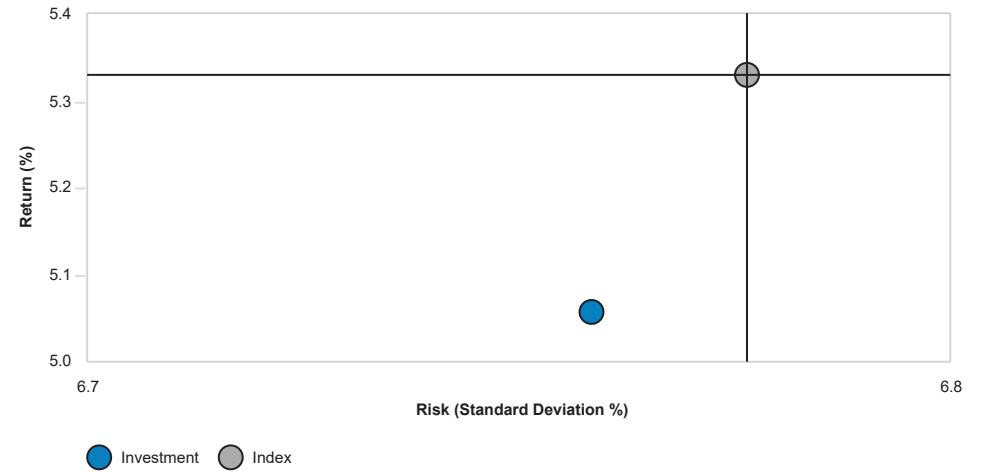 5.4
5.3
5.2
5.1
5.0
Return (%)
6.7
6.8
Risk (Standard Deviation %)
Investment
Index